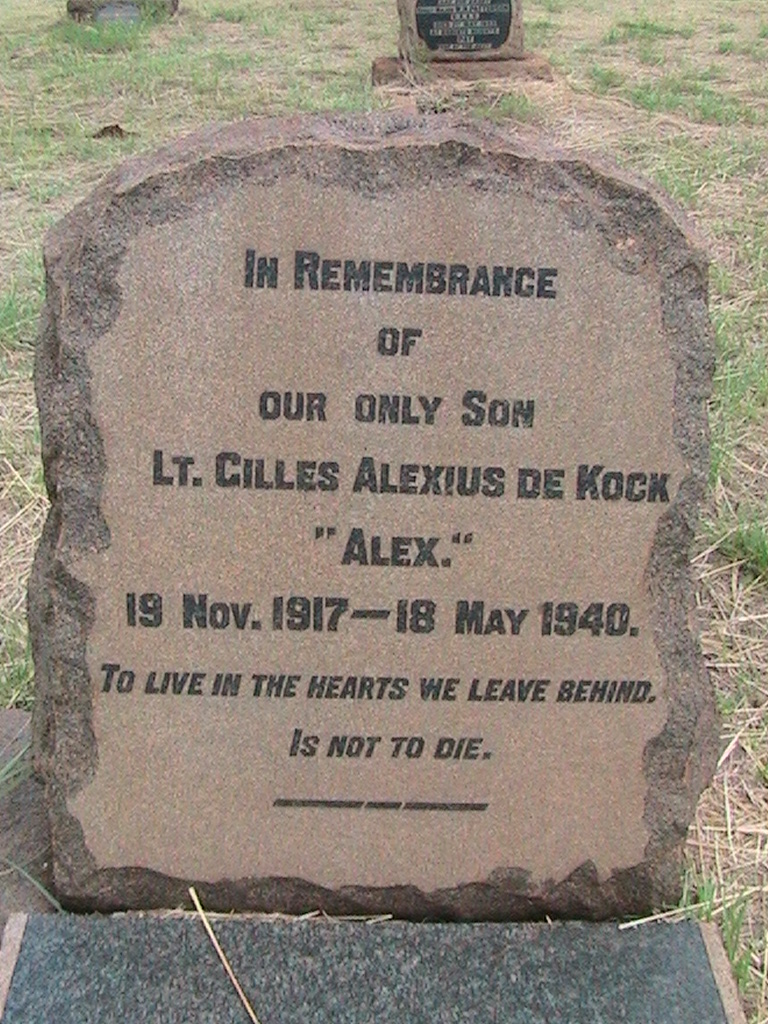 IN REMEMBRANCE
OF
OUR ONLY SON
LT. GILLES ALEXIUS DE KOCK
"ALEX."
19 NOV. 1917—18 MAY 1940.
TO LIVE IN THE HEARTS WE LEAVE BEHIND.
IS NOT TO DIE.